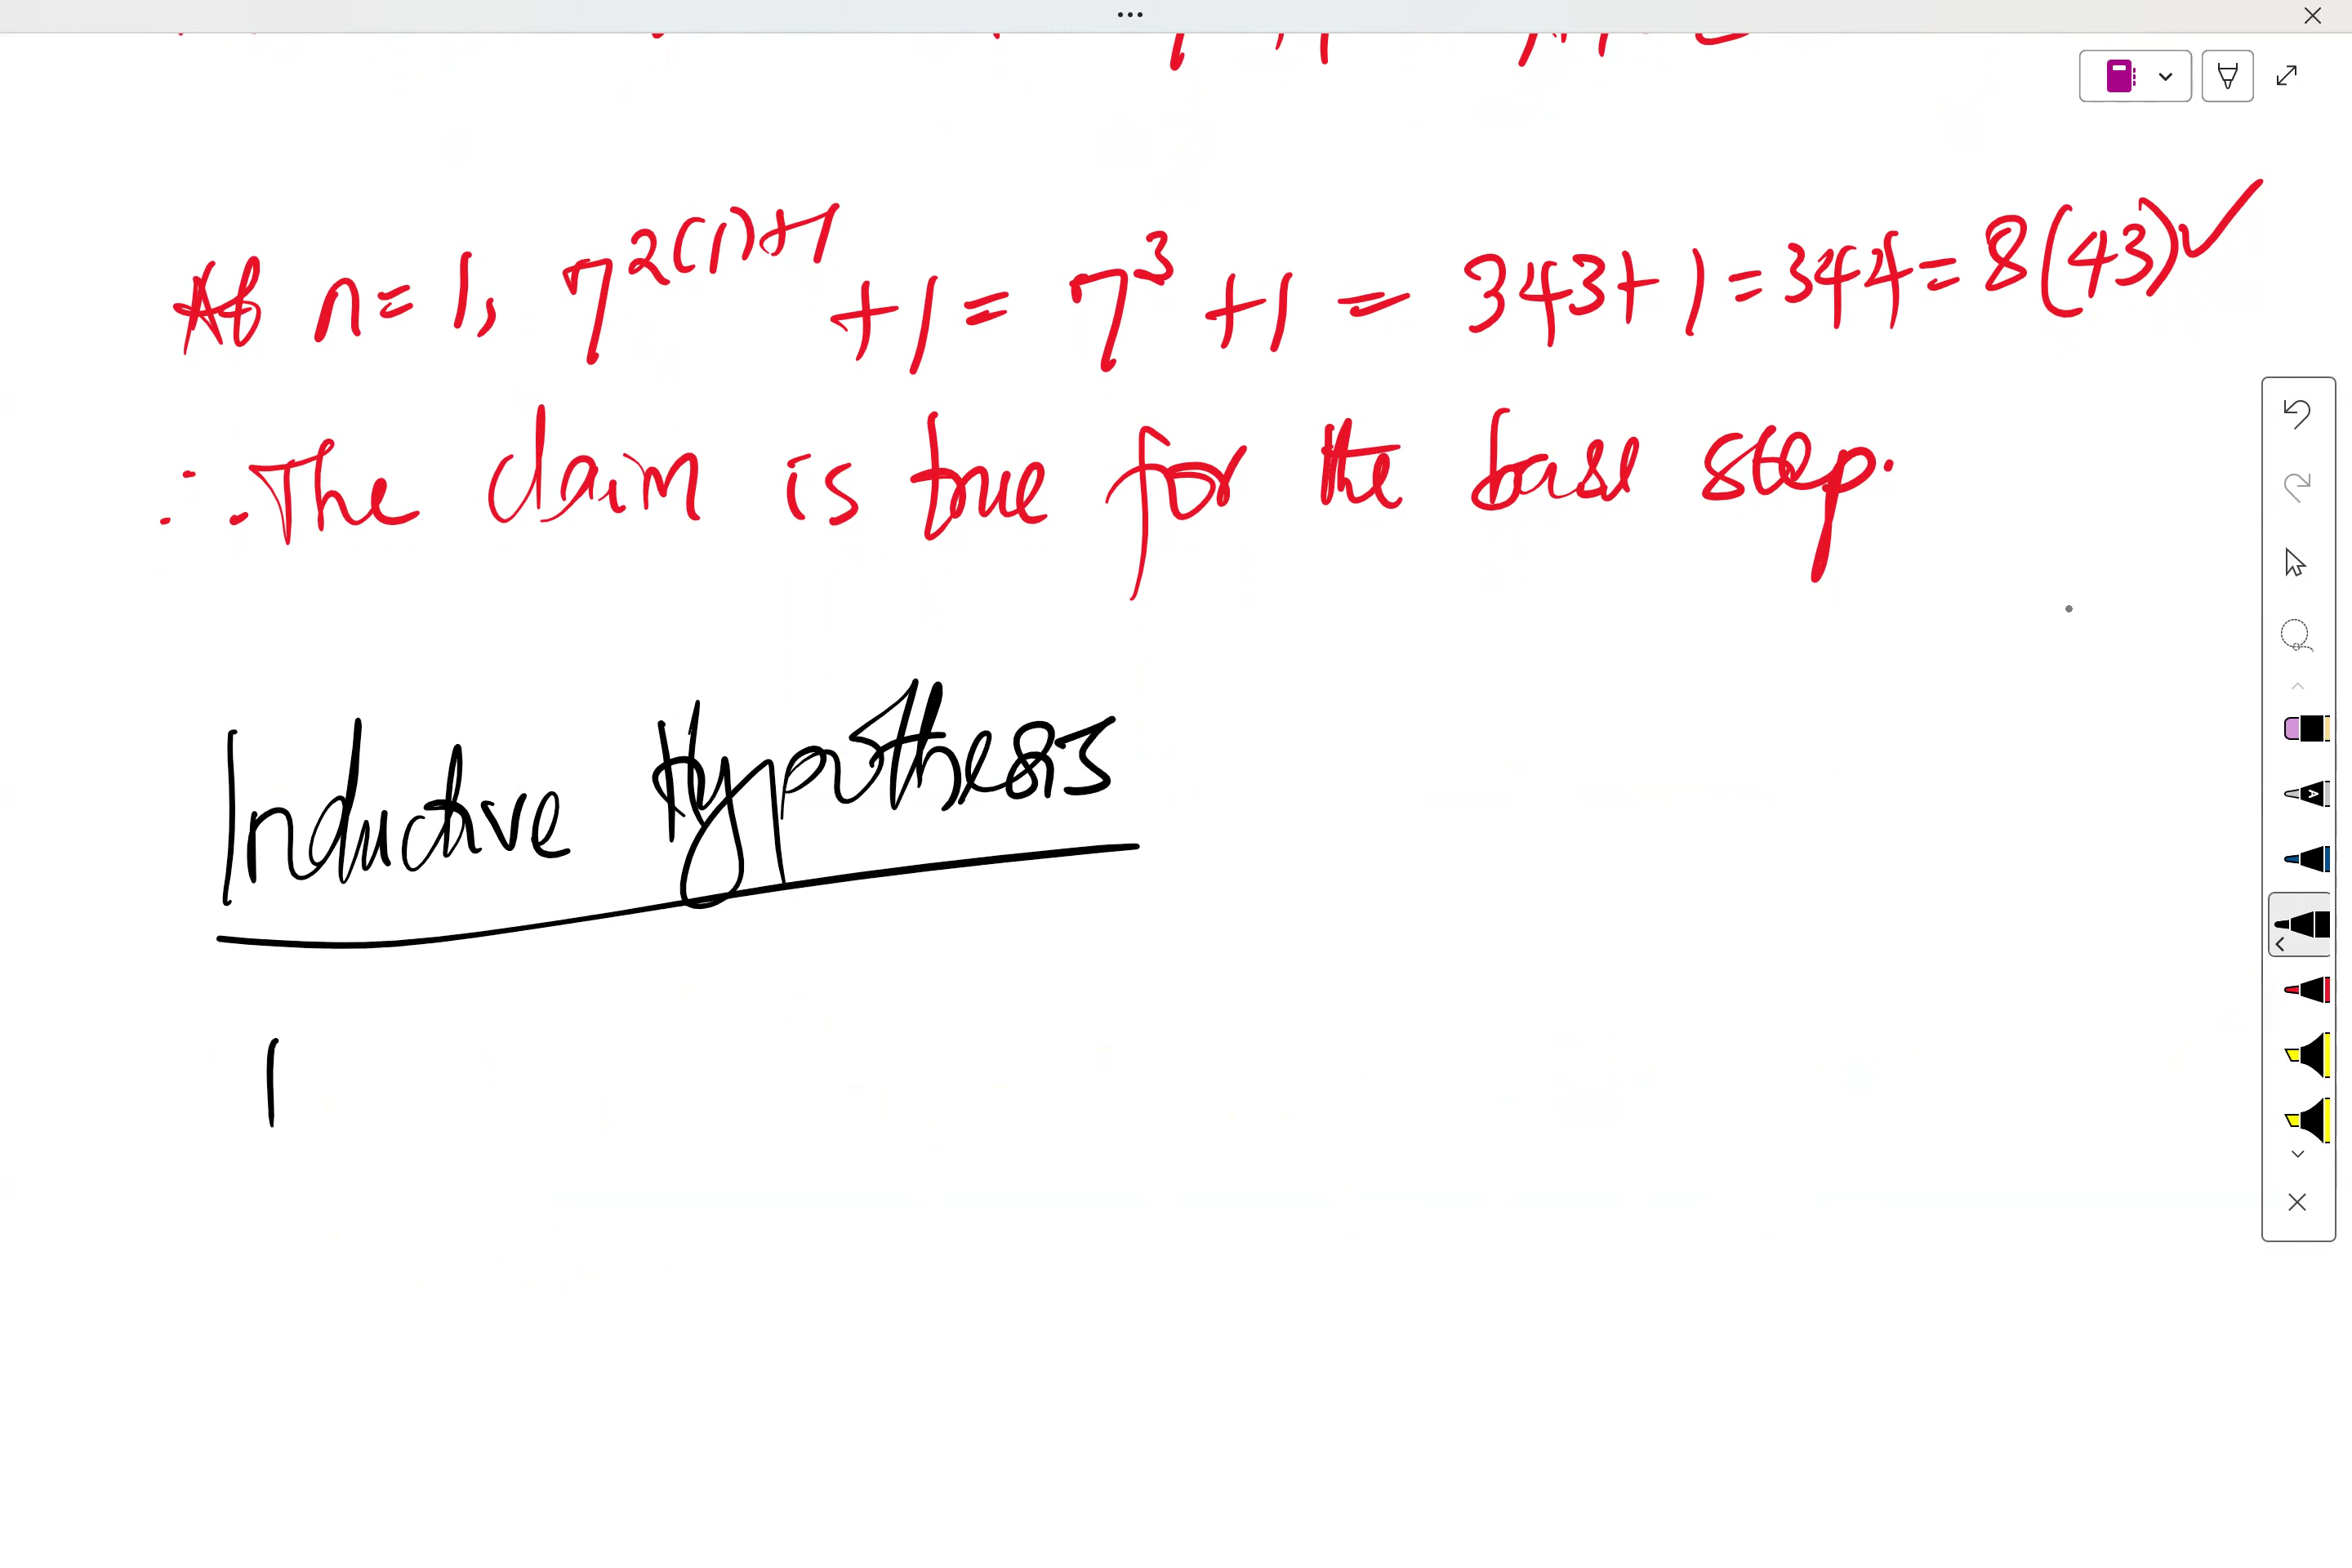 At n=1, 7^{2(1)+1} +1 = 7^3 +1 = 343+1=344=8(43)✓
∴ The claim is true for the base step.
Inductive Hypothesis